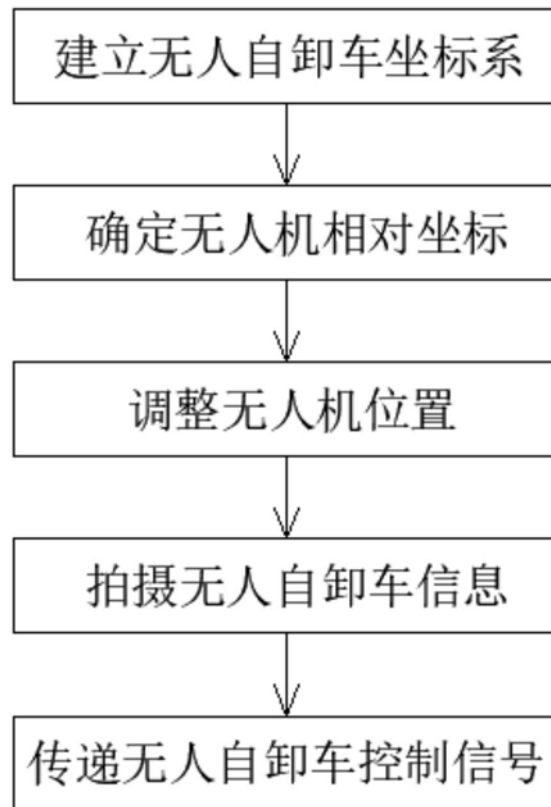 建立无人自卸车坐标系
确定无人机相对坐标
调整无人机位置
拍摄无人自卸车信息
传递无人自卸车控制信号